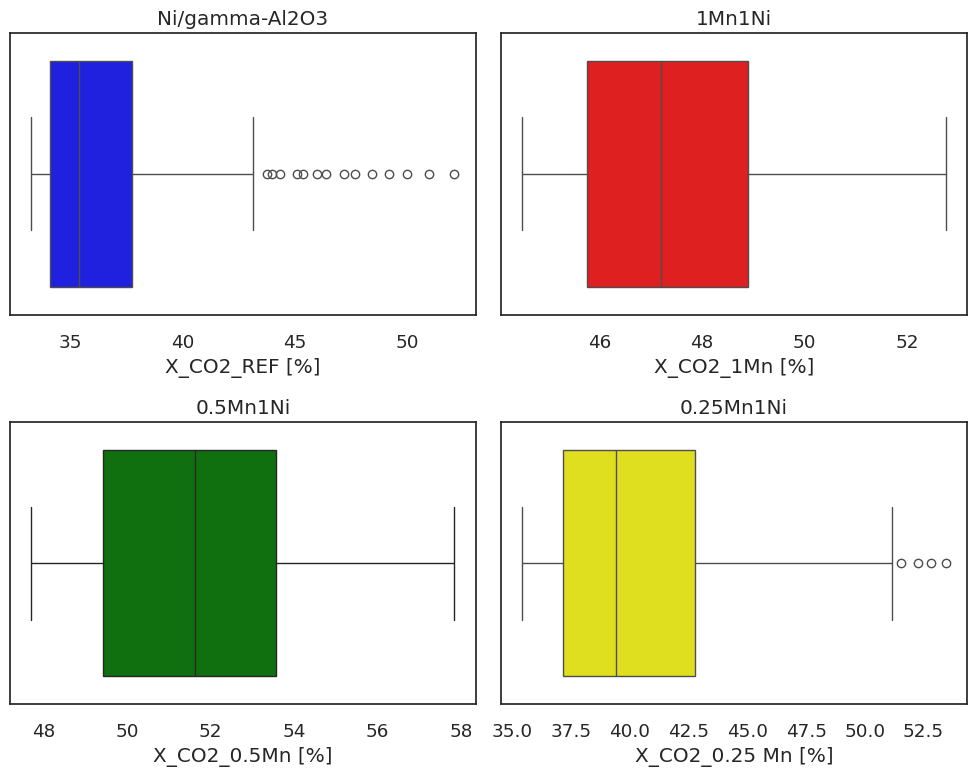 Ni/gamma-Al2O3
35 40 45 50
X_CO2_REF [%]
1Mn1Ni
46 48 50 52
X_CO2_1Mn [%]
0.5Mn1Ni
48 50 52 54 56 58
X_CO2_0.5Mn [%]
0.25Mn1Ni
35.0 37.5 40.0 42.5 45.0 47.5 50.0 52.5
X_CO2_0.25 Mn [%]